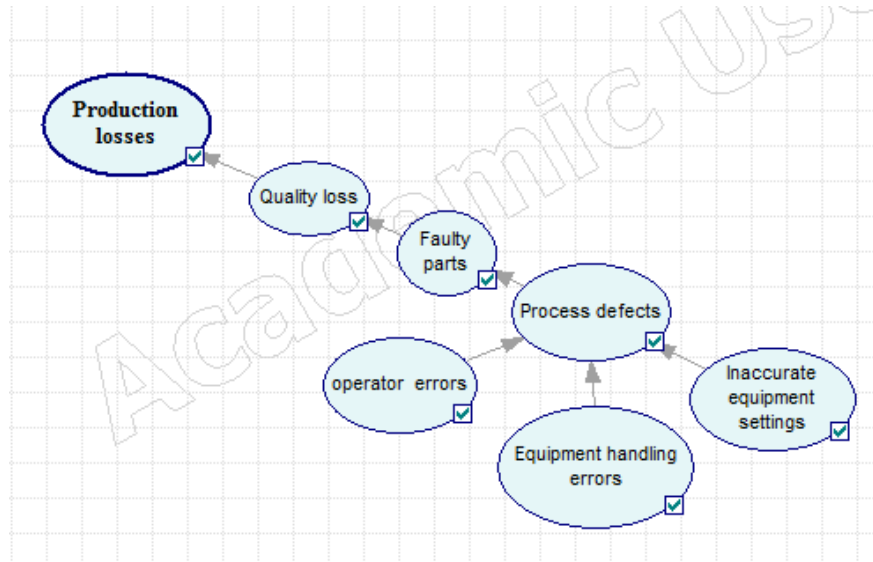 Academic Use
Production
losses
Quality loss
Faulty
parts
Process defects
operator  errors
Inaccurate
equipment
settings
Equipment handling
errors